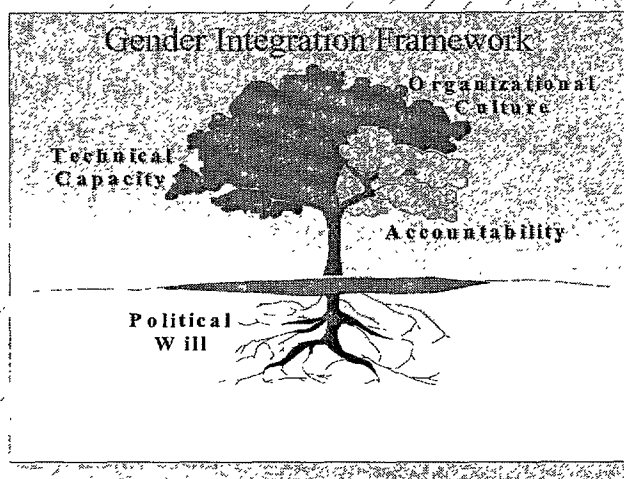 Gender Integration Framework
Organizational
Culture
Technical
Capacity
Accountability
Political
Will